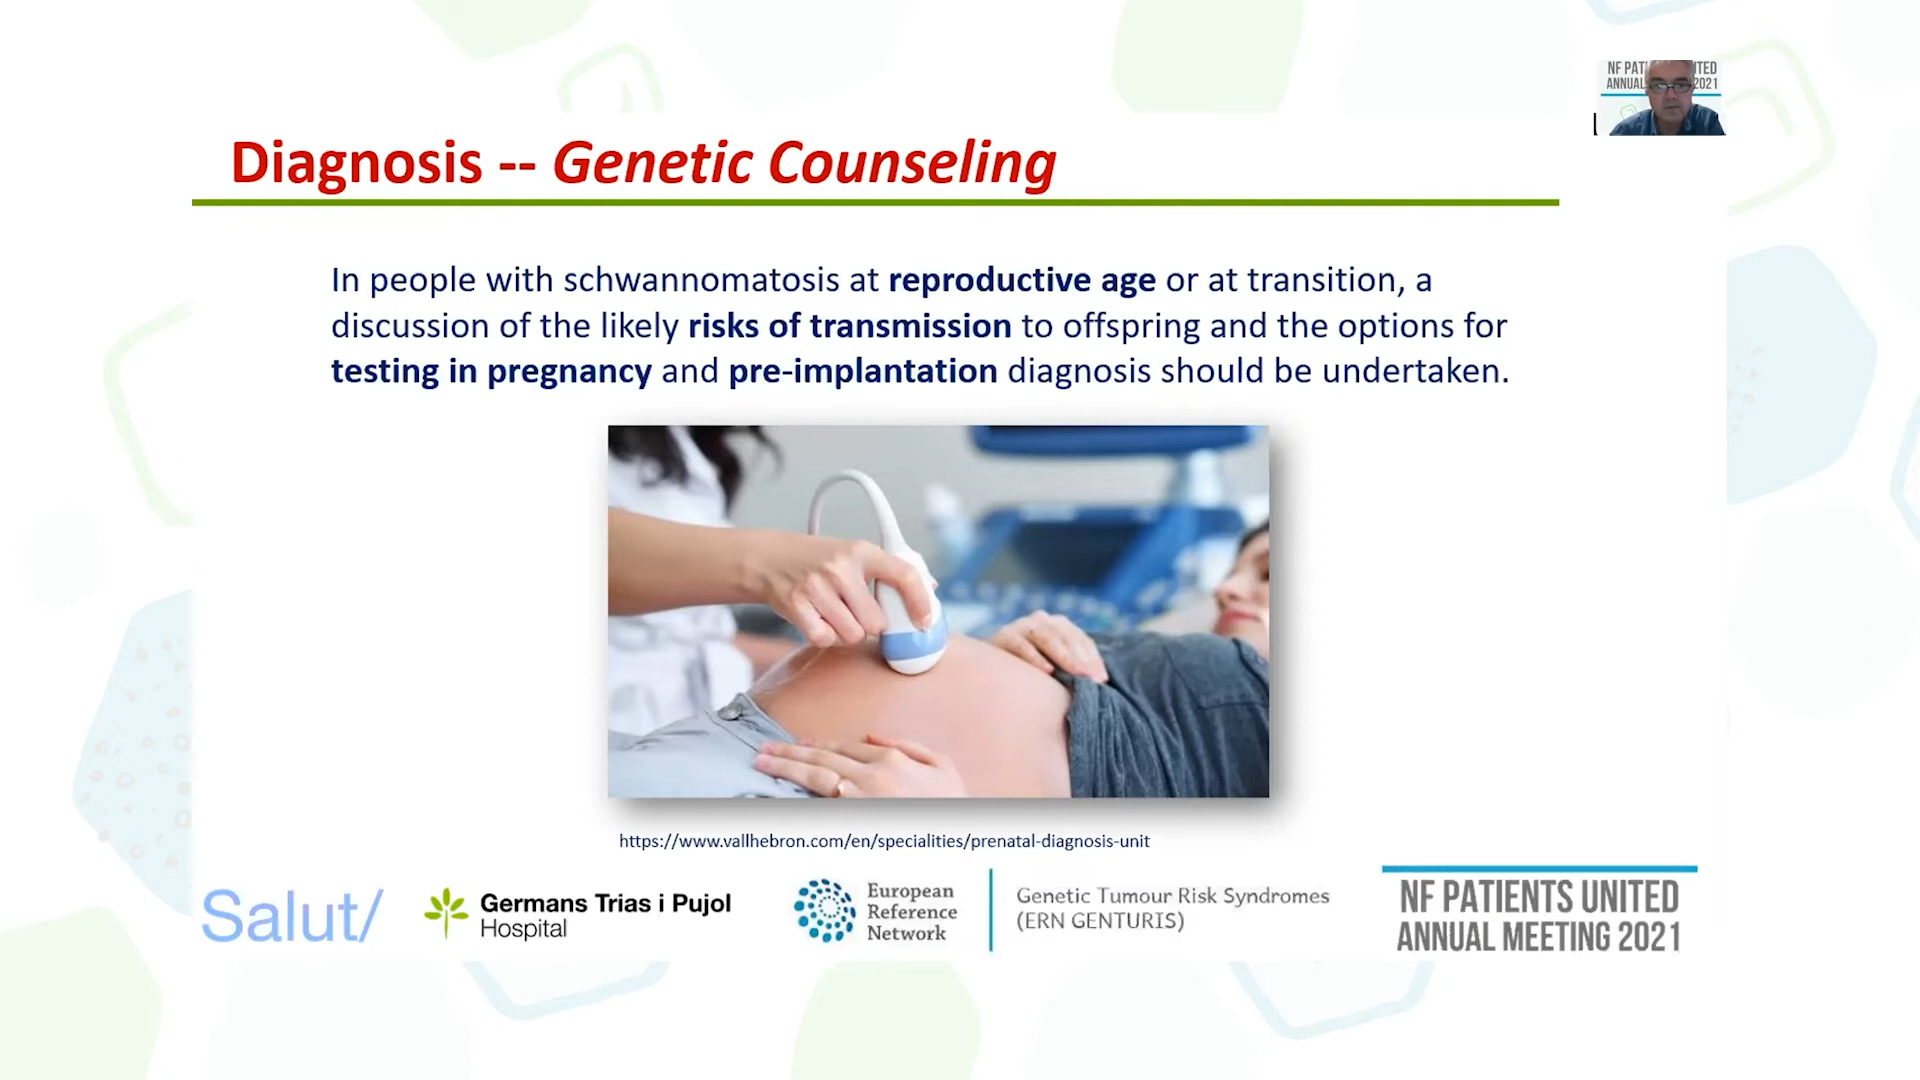 NF PAT ITED
ANNUAL 2021
Diagnosis -- Genetic Counseling
In people with schwannomatosis at reproductive age or at transition, a
discussion of the likely risks of transmission to offspring and the options for
testing in pregnancy and pre-implantation diagnosis should be undertaken.
https://www.vallhebron.com/en/specialities/prenatal-diagnosis-unit
Salut/
Germans Trias i Pujol
Hospital
European
Reference
Network
Genetic Tumour Risk Syndromes
(ERN GENTURIS)
NF PATIENTS UNITED
ANNUAL MEETING 2021